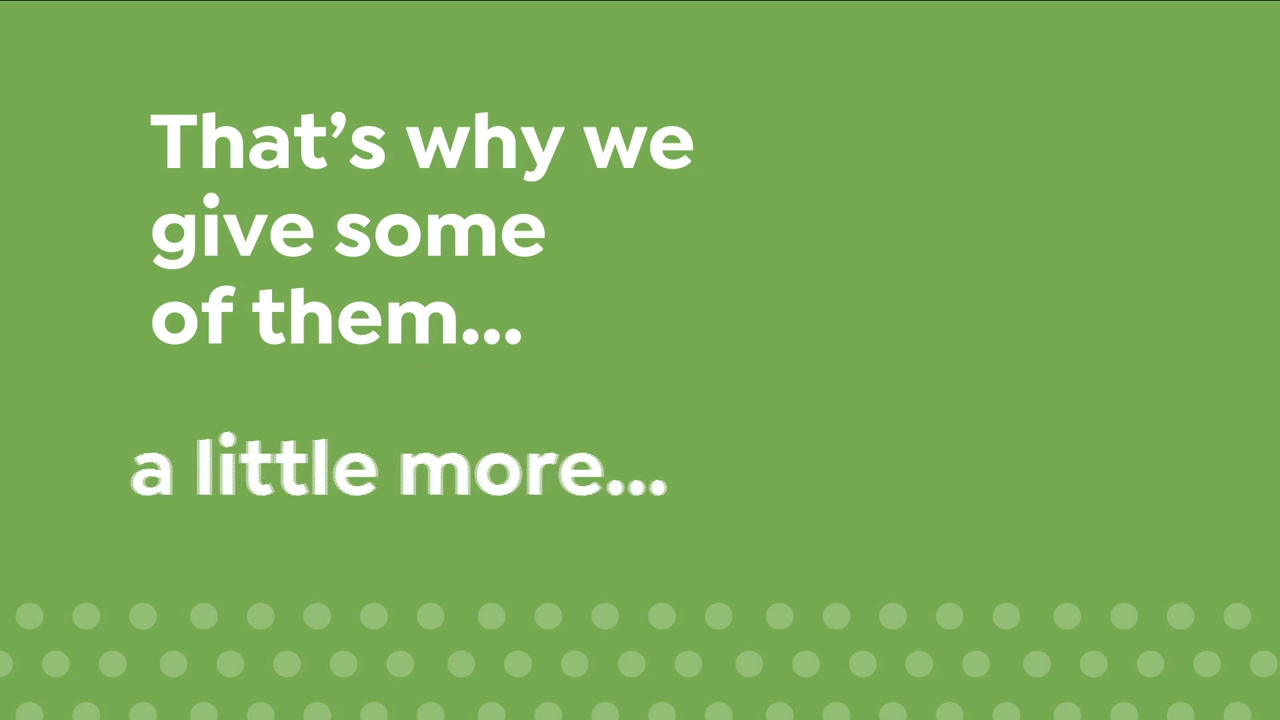 That’s why we
give some
of them...
a little more...